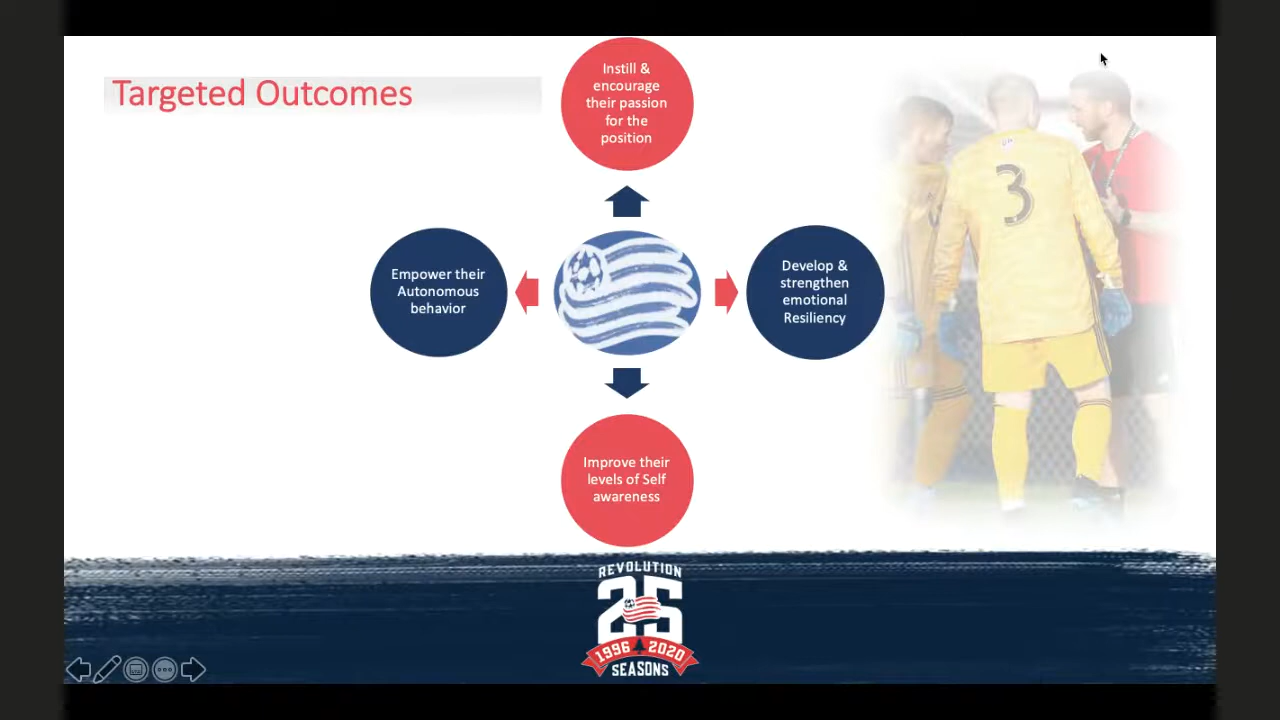 Targeted Outcomes
Instill &
encourage
their passion
for the
position
Empower their
Autonomous
behavior
Develop &
strengthen
emotional
Resiliency
Improve their
levels of Self
awareness
3
REVOLUTION
25
1996 2020
SEASONS